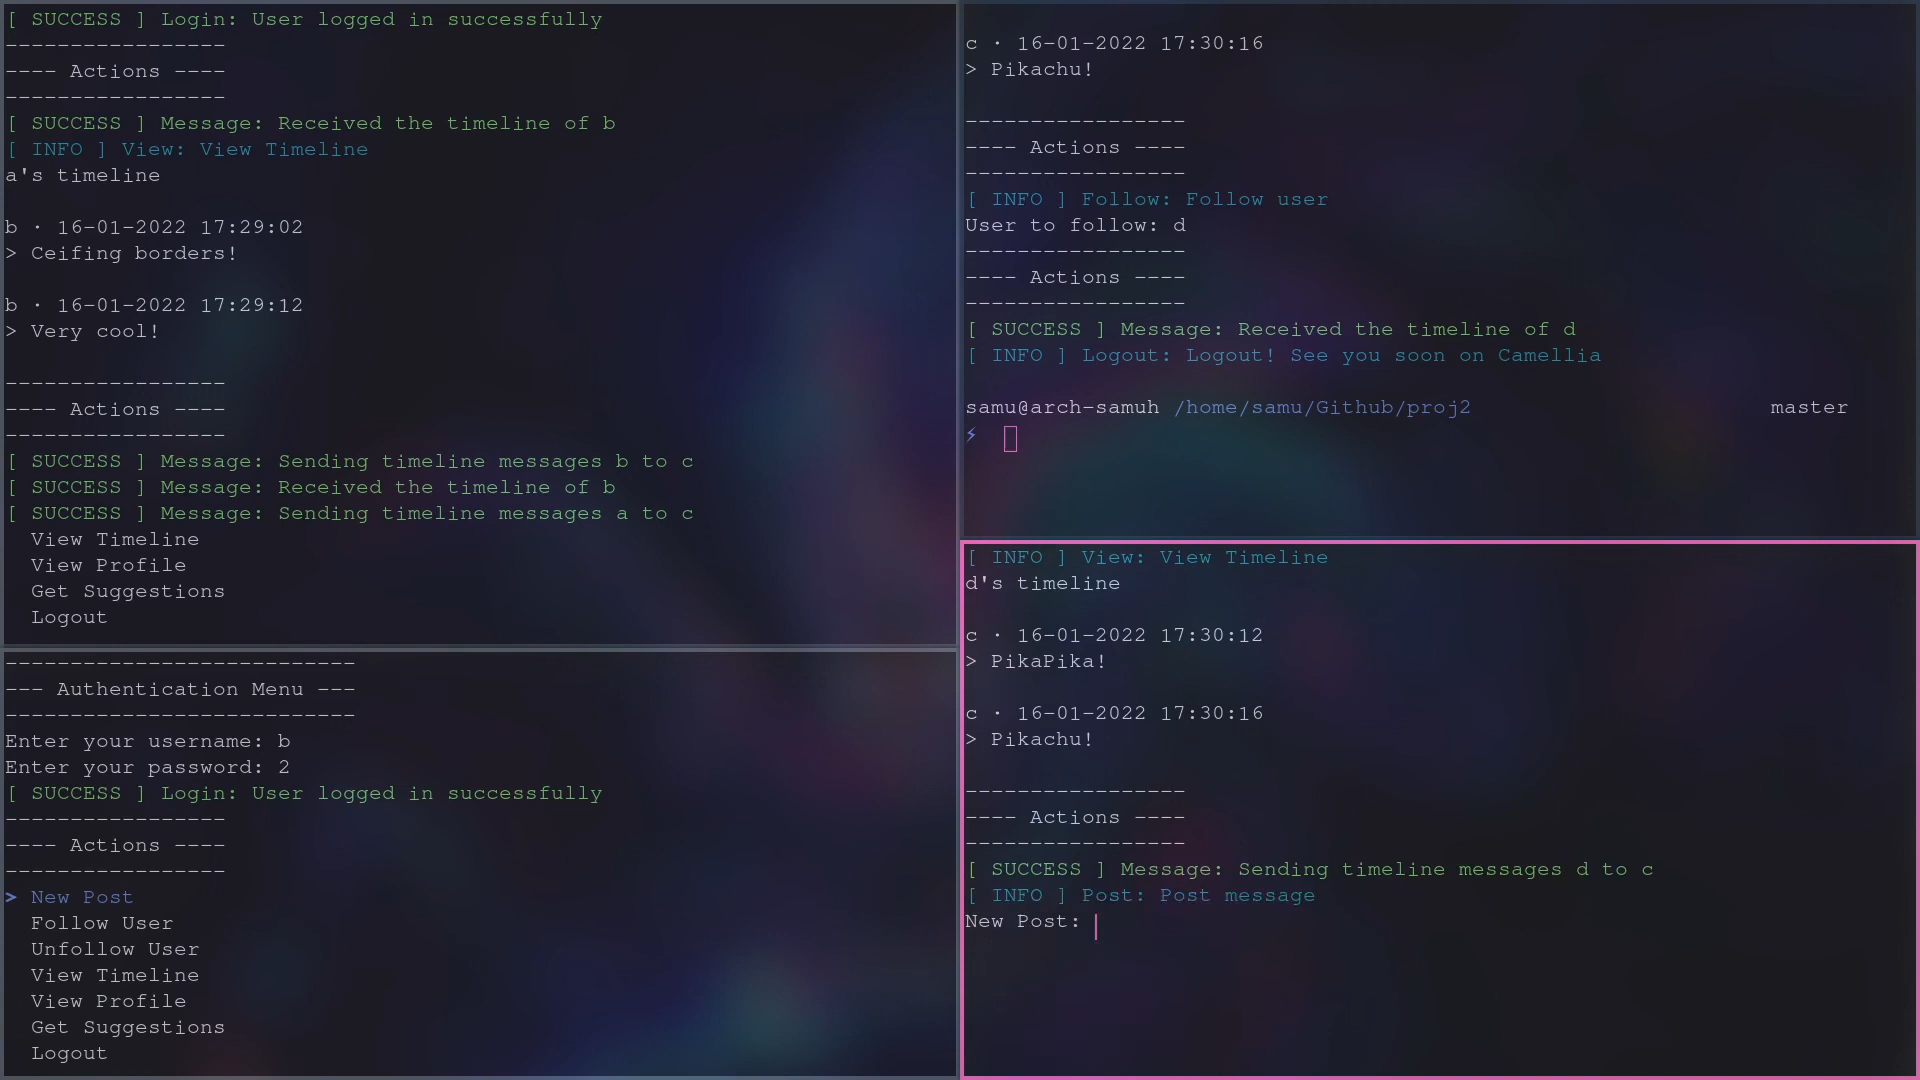 [ SUCCESS ] Login: User logged in successfully
-----------------
---- Actions ----
-----------------
[ SUCCESS ] Message: Received the timeline of b
[ INFO ] View: View Timeline
a's timeline
b · 16-01-2022 17:29:02
> Ceifing borders!
b · 16-01-2022 17:29:12
> Very cool!
-----------------
---- Actions ----
-----------------
[ SUCCESS ] Message: Sending timeline messages b to c
[ SUCCESS ] Message: Received the timeline of b
[ SUCCESS ] Message: Sending timeline messages a to c
View Timeline
View Profile
Get Suggestions
Logout
---------------------------
--- Authentication Menu ---
---------------------------
Enter your username: b
Enter your password: 2
[ SUCCESS ] Login: User logged in successfully
-----------------
---- Actions ----
-----------------
> New Post
Follow User
Unfollow User
View Timeline
View Profile
Get Suggestions
Logout
c · 16-01-2022 17:30:16
> Pikachu!
-----------------
---- Actions ----
-----------------
[ INFO ] Follow: Follow user
User to follow: d
-----------------
---- Actions ----
-----------------
[ SUCCESS ] Message: Received the timeline of d
[ INFO ] Logout: Logout! See you soon on Camellia
samu@arch-samuh /home/samu/Github/proj2 master
⚡
[ INFO ] View: View Timeline
d's timeline
c · 16-01-2022 17:30:12
> PikaPika!
c · 16-01-2022 17:30:16
> Pikachu!
-----------------
---- Actions ----
-----------------
[ SUCCESS ] Message: Sending timeline messages d to c
[ INFO ] Post: Post message
New Post: